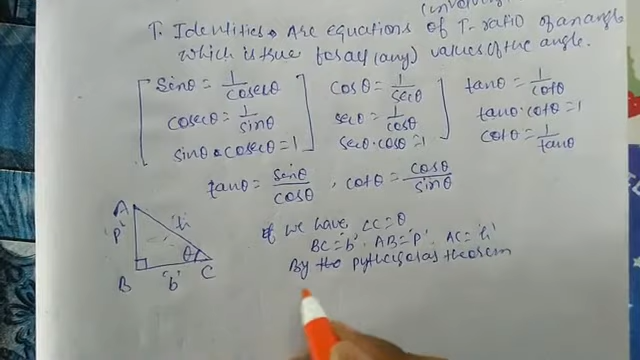 (involving
T. Identities. Are equations of T-ratio of an angle
which is true for all (any) values of the angle.
sinθ = 1/cosecθ cosθ = 1/secθ tanθ = 1/cotθ
cosecθ = 1/sinθ secθ = 1/cosθ tanθ·cotθ = 1
sinθ × cosecθ = 1 secθ·cosθ = 1 cotθ = 1/tanθ
tanθ = sinθ/cosθ , cotθ = cosθ/sinθ
A
'h'
'p'
θ
B
'b'
C
If we have ∠C = θ
BC = 'b' , AB = 'P' , AC = 'h'
By the pythagoras theorem